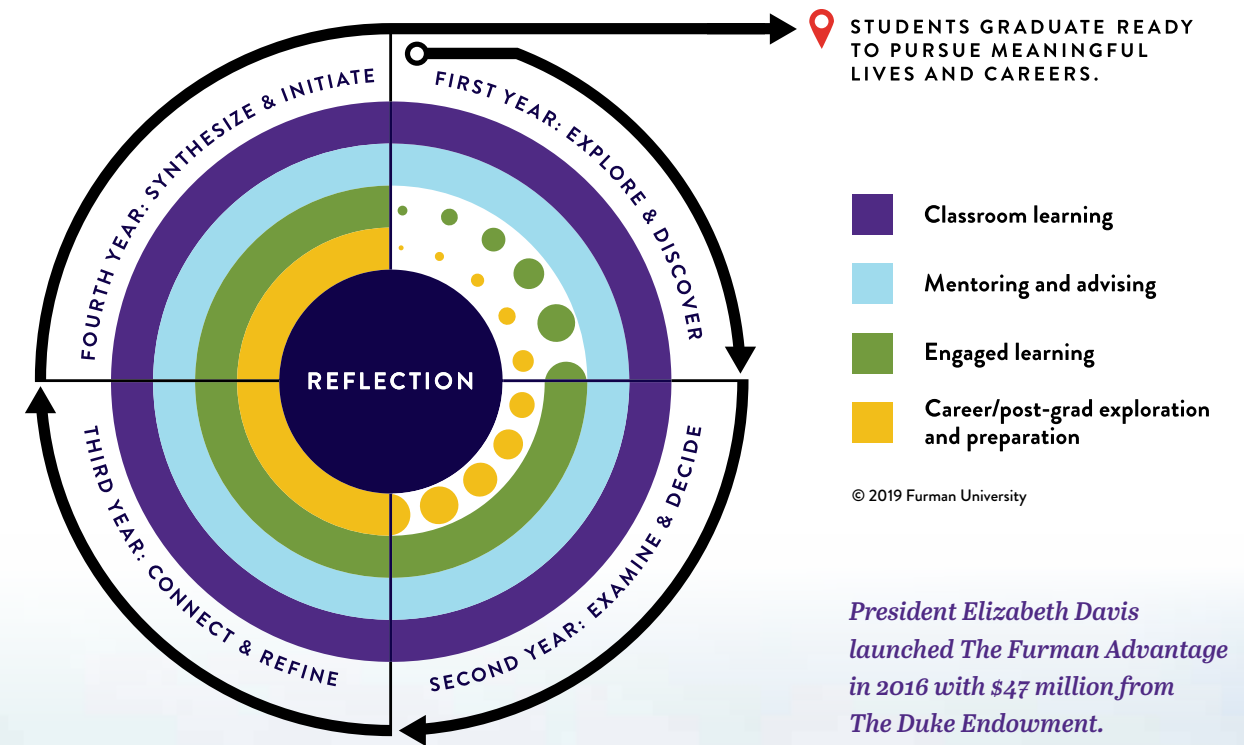 STUDENTS GRADUATE READY
TO PURSUE MEANINGFUL
LIVES AND CAREERS.
FIRST YEAR: EXPLORE & DISCOVER
SECOND YEAR: EXAMINE & DECIDE
THIRD YEAR: CONNECT & REFINE
FOURTH YEAR: SYNTHESIZE & INITIATE
REFLECTION
Classroom learning
Mentoring and advising
Engaged learning
Career/post-grad exploration
and preparation
© 2019 Furman University
President Elizabeth Davis
launched The Furman Advantage
in 2016 with $47 million from
The Duke Endowment.